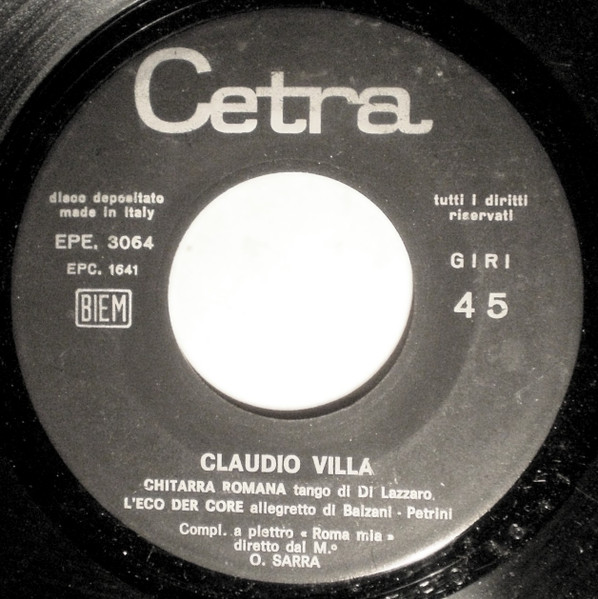 Cetra
disco depositato
made in Italy
EPE. 3064
EPC. 1641
BIEM
tutti i diritti
riservati
GIRI
45
CLAUDIO VILLA
CHITARRA ROMANA tango di Di Lazzaro.
L'ECO DER CORE allegretto di Balzani - Petrini
Compl. a plettro « Roma mia »
diretto dal M.º
O. SARRA